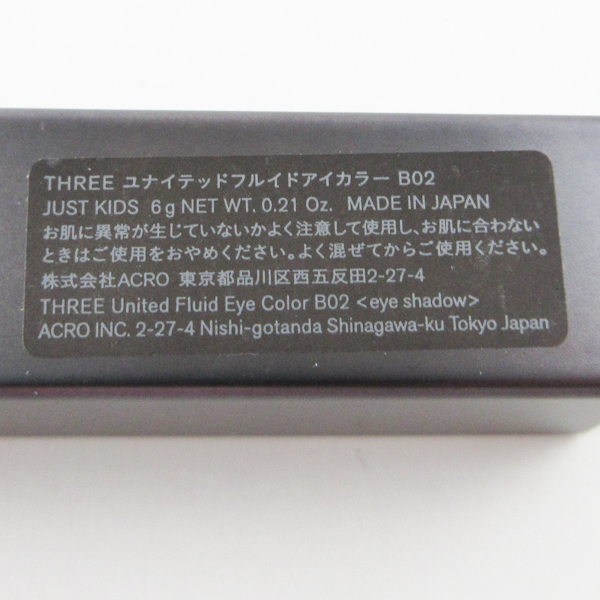 THREE ユナイテッドフルイドアイカラー B02
JUST KIDS 6g NET WT. 0.21 Oz. MADE IN JAPAN
お肌に異常が生じていないかよく注意して使用し、お肌に合わない
ときはご使用をおやめください。よく混ぜてからご使用ください。
株式会社ACRO 東京都品川区西五反田2-27-4
THREE United Fluid Eye Color B02 <eye shadow>
ACRO INC. 2-27-4 Nishi-gotanda Shinagawa-ku Tokyo Japan